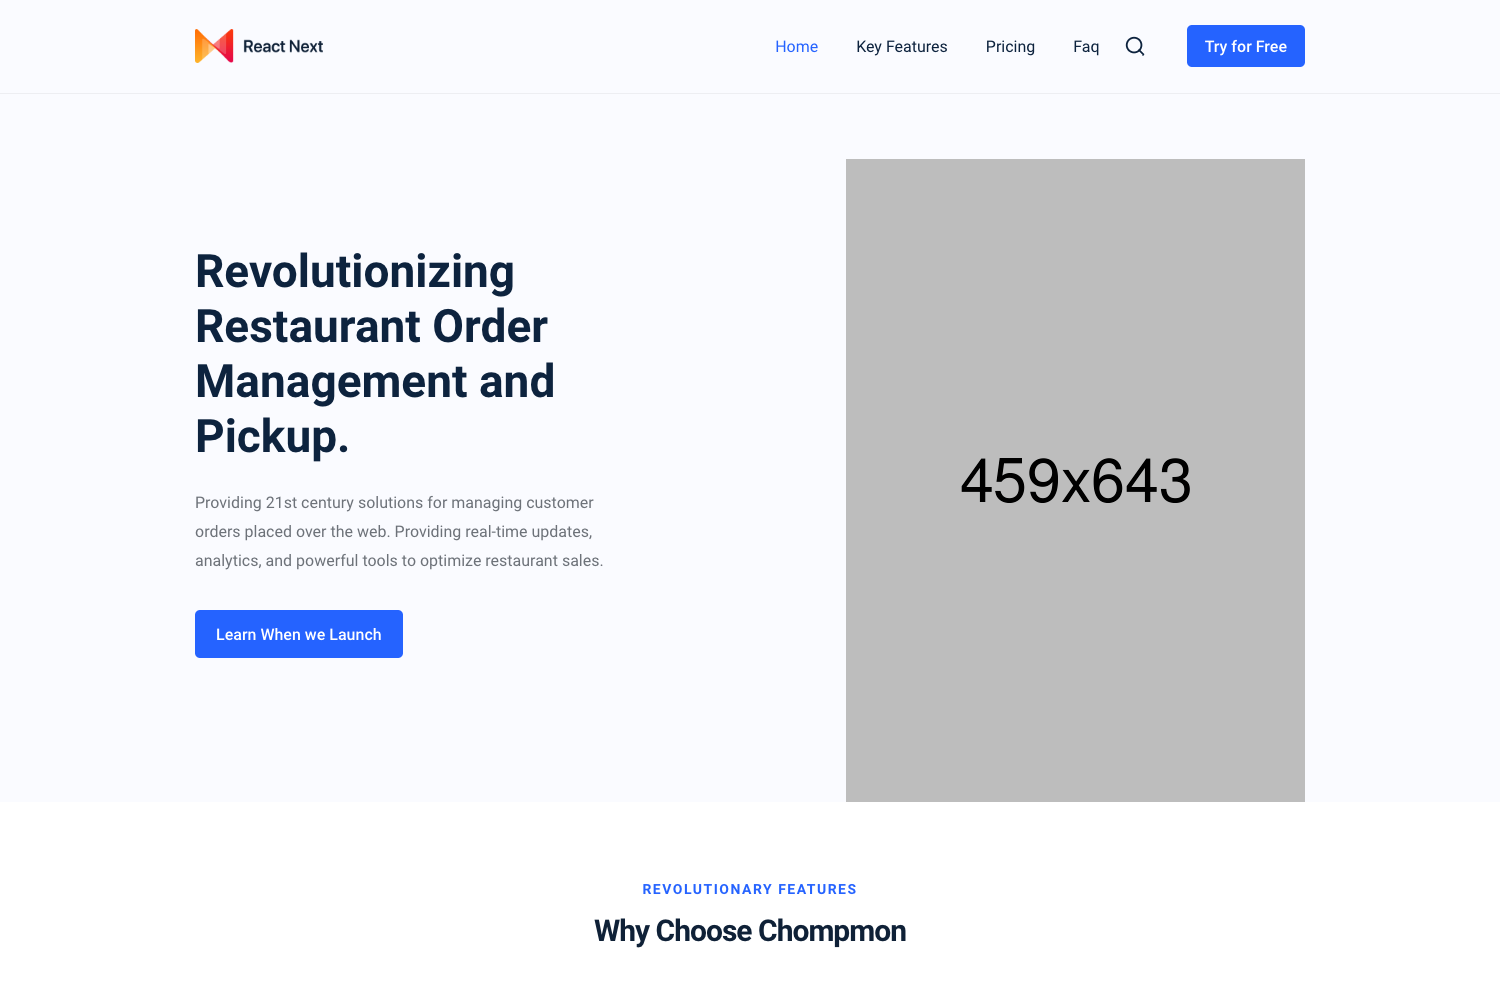 React Next
Home
Key Features
Pricing
Faq
Try for Free
Revolutionizing
Restaurant Order
Management and
Pickup.
Providing 21st century solutions for managing customer
orders placed over the web. Providing real-time updates,
analytics, and powerful tools to optimize restaurant sales.
Learn When we Launch
459x643
REVOLUTIONARY FEATURES
Why Choose Chompmon